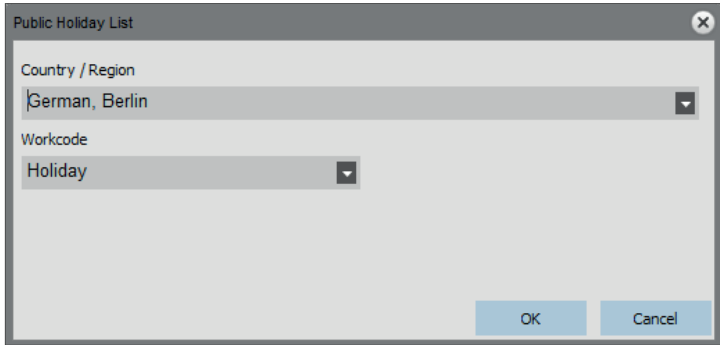 Public Holiday List
Country / Region
German, Berlin
Workcode
Holiday
OK Cancel